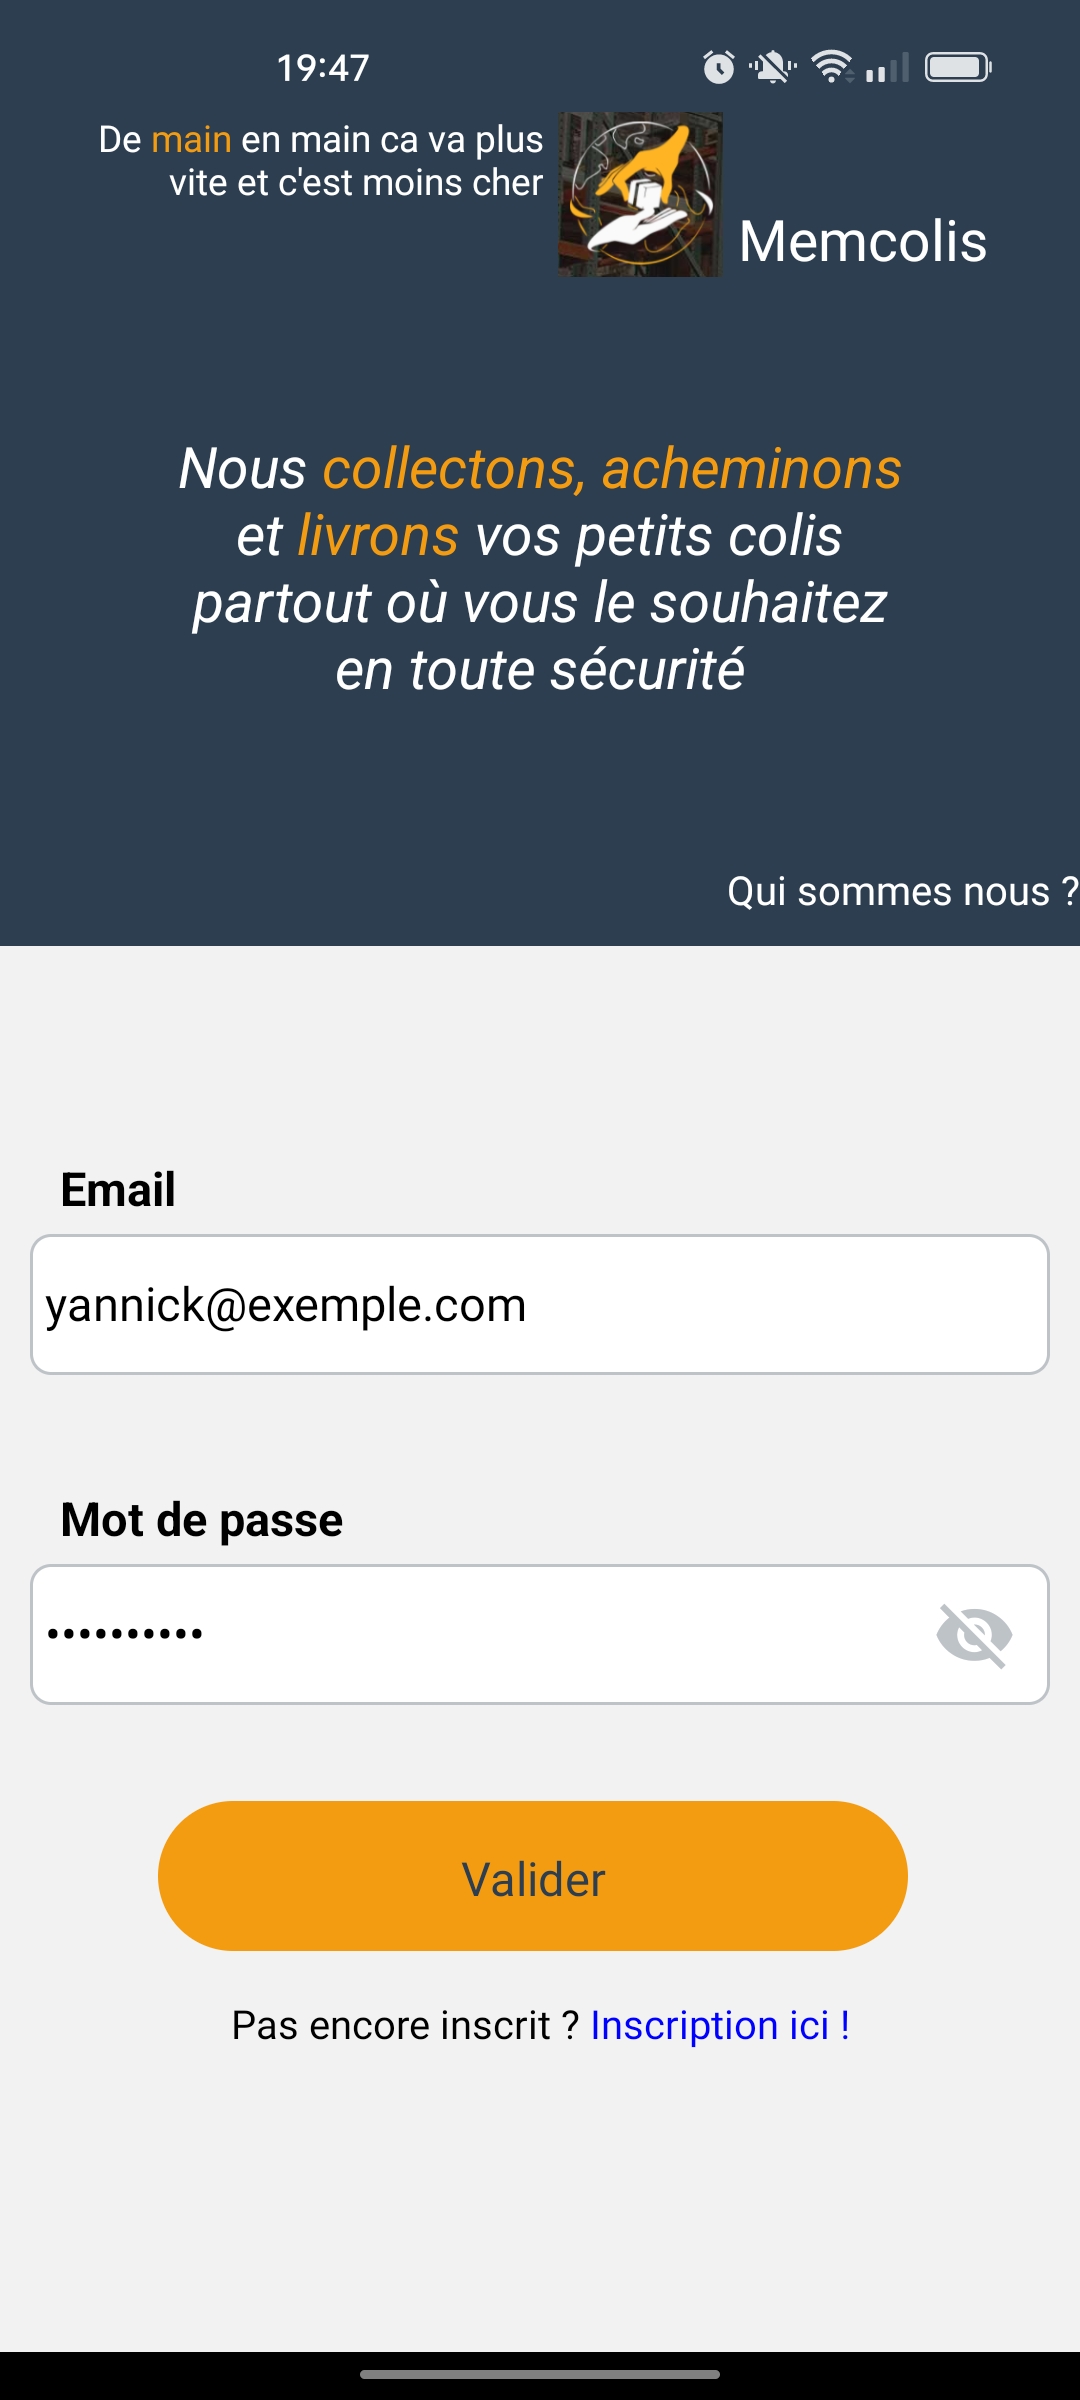 19:47
De main en main ca va plus
vite et c'est moins cher
Memcolis
Nous collectons, acheminons
et livrons vos petits colis
partout où vous le souhaitez
en toute sécurité
Qui sommes nous ?
Email
yannick@exemple.com
Mot de passe
••••••••••
Valider
Pas encore inscrit ? Inscription ici !